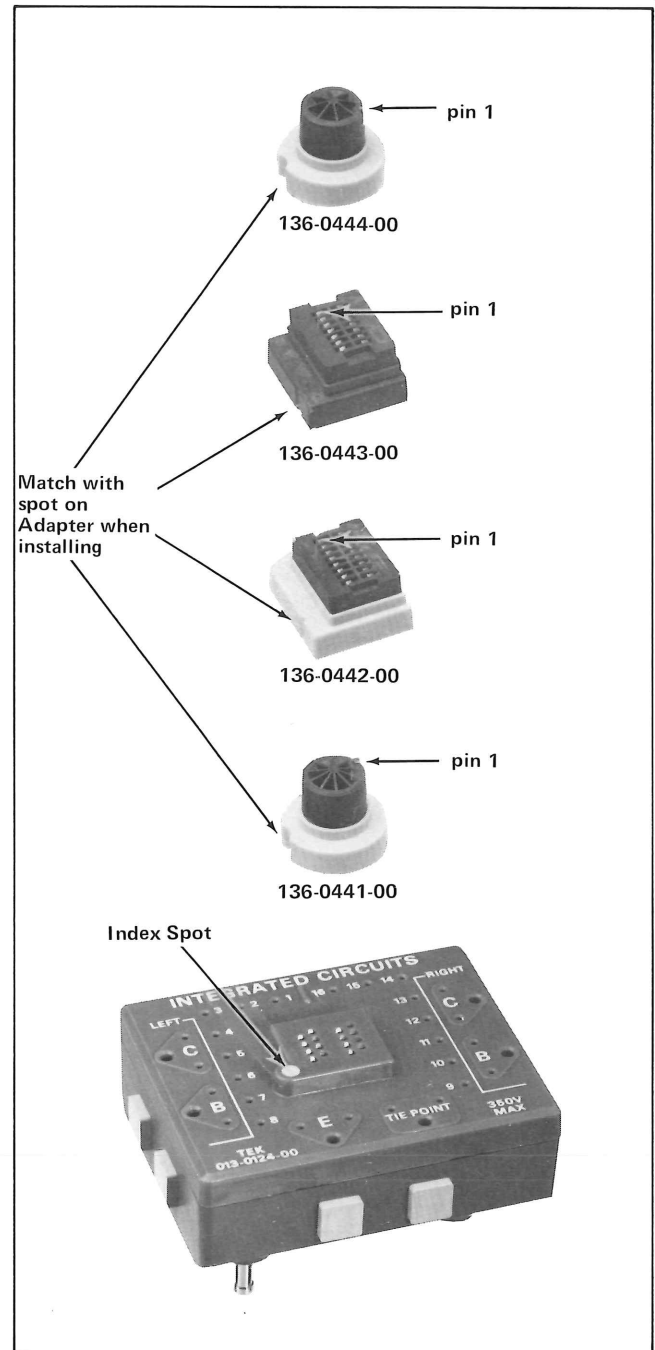 pin 1
136-0444-00
pin 1
136-0443-00
Match with
spot on
Adapter when
installing
pin 1
136-0442-00
pin 1
136-0441-00
Index Spot
INTEGRATED CIRCUITS
LEFT
3 2 1 16 15 14
RIGHT
4
13
C
C
5
12
6
11
B
B
7
10
8
9
E
TIE POINT
350V
MAX
TEK
013-0124-00